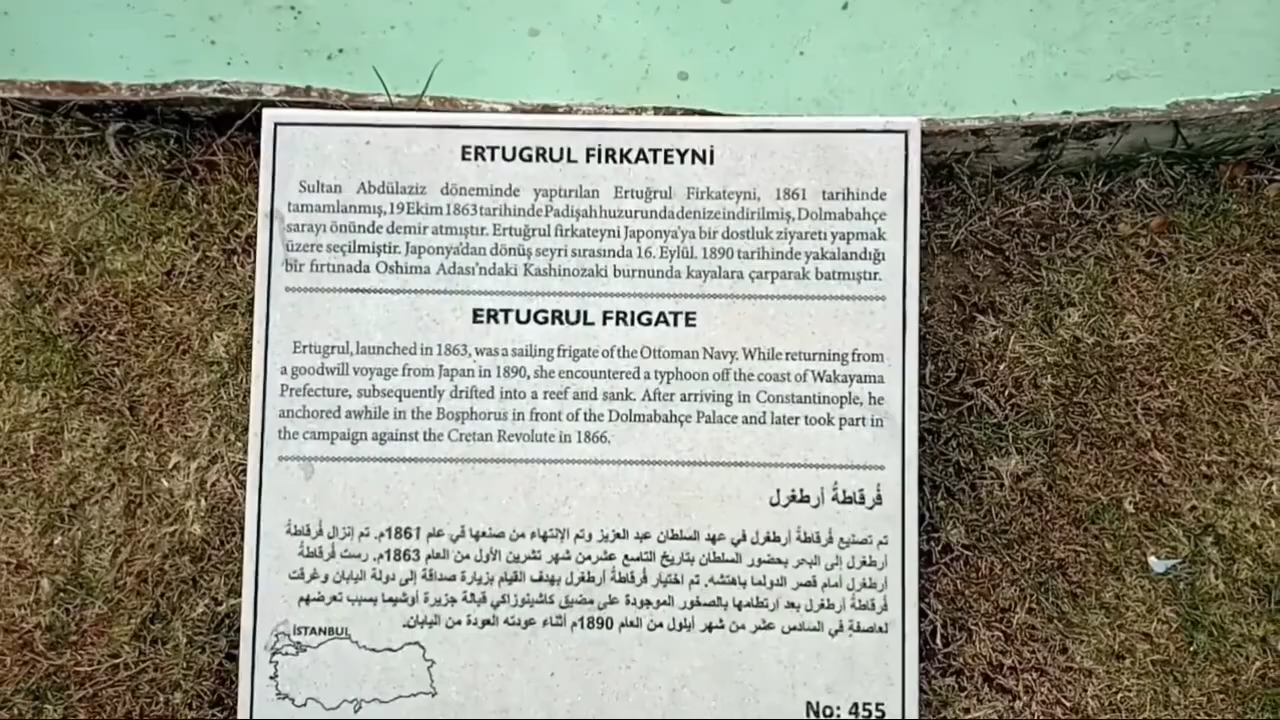 ERTUGRUL FİRKATEYNİ
Sultan Abdülaziz döneminde yaptırılan Ertuğrul Firkateyni, 1861 tarihinde
tamamlanmış, 19 Ekim 1863 tarihinde Padişah huzurunda denize indirilmiş, Dolmabahçe
sarayı önünde demir atmıştır. Ertuğrul firkateyni Japonya'ya bir dostluk ziyareti yapmak
üzere seçilmiştir. Japonya'dan dönüş seyri sırasında 16. Eylül. 1890 tarihinde yakalandığı
bir fırtınada Oshima Adası'ndaki Kashinozaki burnunda kayalara çarparak batmıştır.
ERTUGRUL FRIGATE
Ertugrul, launched in 1863, was a sailing frigate of the Ottoman Navy. While returning from
a goodwill voyage from Japan in 1890, she encountered a typhoon off the coast of Wakayama
Prefecture, subsequently drifted into a reef and sank. After arriving in Constantinople, he
anchored awhile in the Bosphorus in front of the Dolmabahçe Palace and later took part in
the campaign against the Cretan Revolute in 1866.
فُرقاطةُ أرطغرل
تم تصنيع فُرقاطةُ أرطغرل في عهد السلطان عبد العزيز وتم الإنتهاء من صنعها في عام 1861م. تم إنزال فُرقاطةُ
أرطغرل إلى البحر بحضور السلطان بتاريخ التاسع عشرمن شهر تشرين الأول من العام 1863م. رست فُرقاطةُ
أرطغرل أمام قصر الدولما باهتشه. تم اختيار فُرقاطةُ أرطغرل بهدف القيام بزيارة صداقة إلى دولة اليابان وغرقت
فُرقاطةُ أرطغرل بعد ارتطامها بالصخور الموجودة على مضيق كاشينوزاكي قبالة جزيرة أوشيما بسبب تعرضهم
لعاصفةٍ في السادس عشر من شهر أيلول من العام 1890م أثناء عودته العودة من اليابان.
İSTANBUL
No: 455